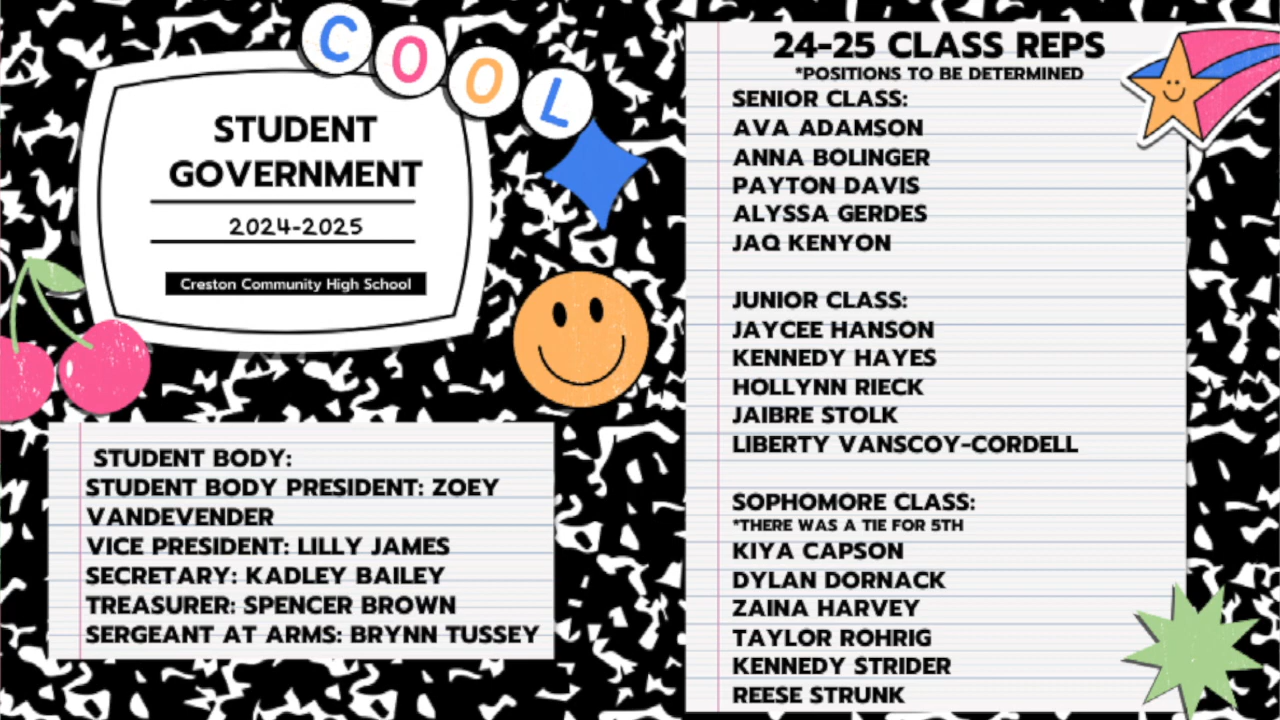 COOL
STUDENT
GOVERNMENT
2024-2025
Creston Community High School
STUDENT BODY:
STUDENT BODY PRESIDENT: ZOEY
VANDEVENDER
VICE PRESIDENT: LILLY JAMES
SECRETARY: KADLEY BAILEY
TREASURER: SPENCER BROWN
SERGEANT AT ARMS: BRYNN TUSSEY
24-25 CLASS REPS
*POSITIONS TO BE DETERMINED
SENIOR CLASS:
AVA ADAMSON
ANNA BOLINGER
PAYTON DAVIS
ALYSSA GERDES
JAQ KENYON
JUNIOR CLASS:
JAYCEE HANSON
KENNEDY HAYES
HOLLYNN RIECK
JAIBRE STOLK
LIBERTY VANSCOY-CORDELL
SOPHOMORE CLASS:
*THERE WAS A TIE FOR 5TH
KIYA CAPSON
DYLAN DORNACK
ZAINA HARVEY
TAYLOR ROHRIG
KENNEDY STRIDER
REESE STRUNK